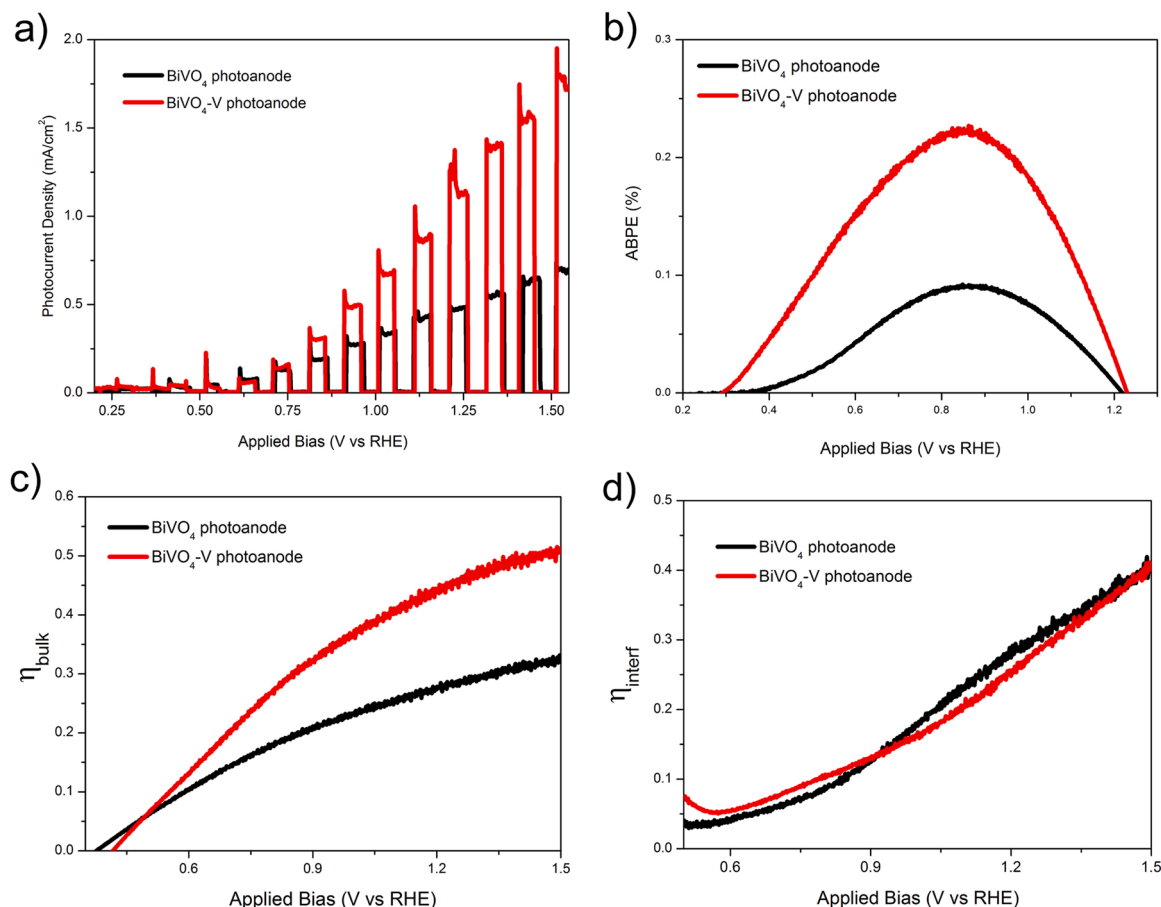 a)
2.0
1.5
1.0
0.5
0.0
Photocurrent Density (mA/cm²)
BiVO₄ photoanode
BiVO₄-V photoanode
0.25 0.50 0.75 1.00 1.25 1.50
Applied Bias (V vs RHE)
b)
0.3
0.2
0.1
0.0
ABPE (%)
BiVO₄ photoanode
BiVO₄-V photoanode
0.2 0.4 0.6 0.8 1.0 1.2
Applied Bias (V vs RHE)
c)
0.6
0.5
0.4
0.3
0.2
0.1
0.0
ηbulk
BiVO₄ photoanode
BiVO₄-V photoanode
0.6 0.9 1.2 1.5
Applied Bias (V vs RHE)
d)
0.5
0.4
0.3
0.2
0.1
0.0
ηinterf
BiVO₄ photoanode
BiVO₄-V photoanode
0.6 0.9 1.2 1.5
Applied Bias (V vs RHE)